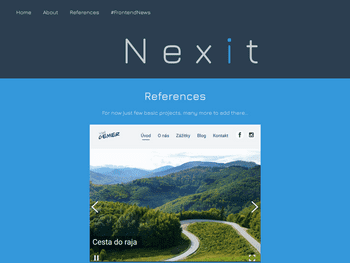 Home About References #FrontendNews
Nexit
References
For now just few basic projects, many more to add there...
Úvod O nás Zážitky Blog Kontakt
Cesta do raja